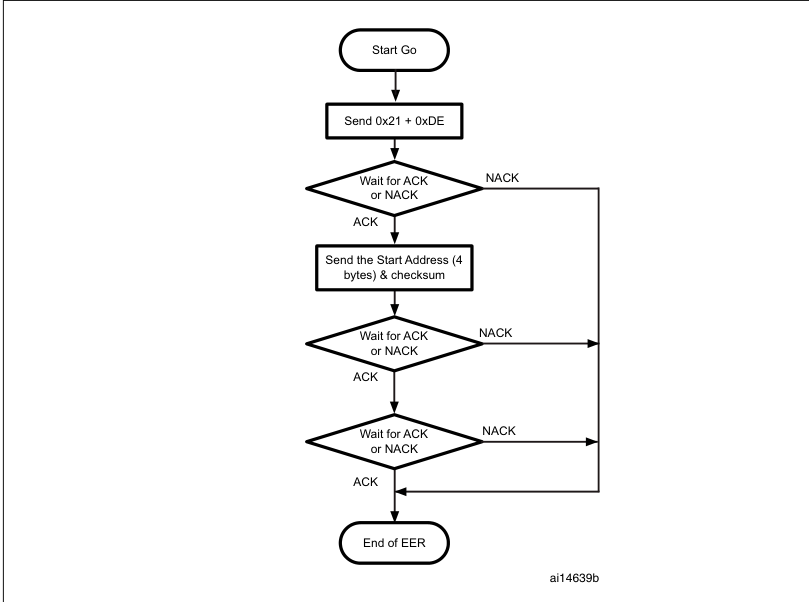 Start Go
Send 0x21 + 0xDE
Wait for ACK
or NACK
NACK
ACK
Send the Start Address (4
bytes) & checksum
Wait for ACK
or NACK
NACK
ACK
Wait for ACK
or NACK
NACK
ACK
End of EER
ai14639b